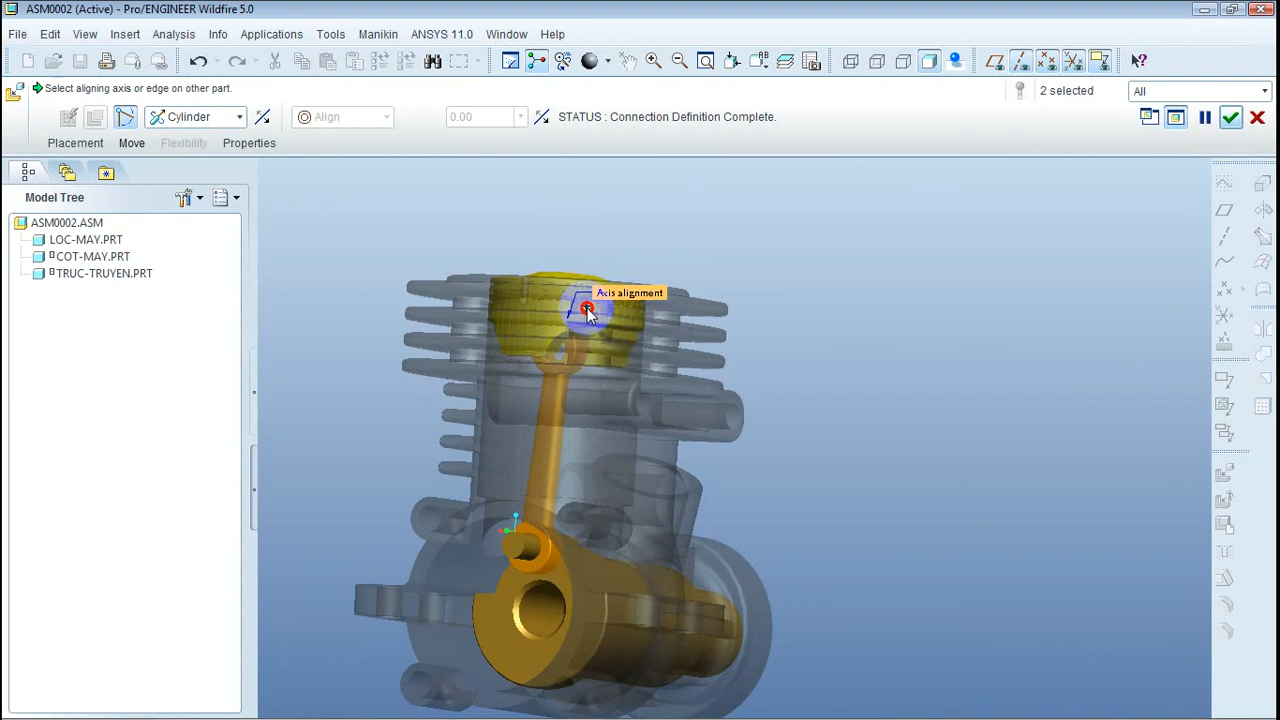 ASM0002 (Active) - Pro/ENGINEER Wildfire 5.0
File Edit View Insert Analysis Info Applications Tools Manikin ANSYS 11.0 Window Help
Select aligning axis or edge on other part.
2 selected
All
Cylinder
Align
0.00
STATUS : Connection Definition Complete.
Placement Move Flexibility Properties
Model Tree
ASM0002.ASM
LOC-MAY.PRT
COT-MAY.PRT
TRUC-TRUYEN.PRT
Axis alignment